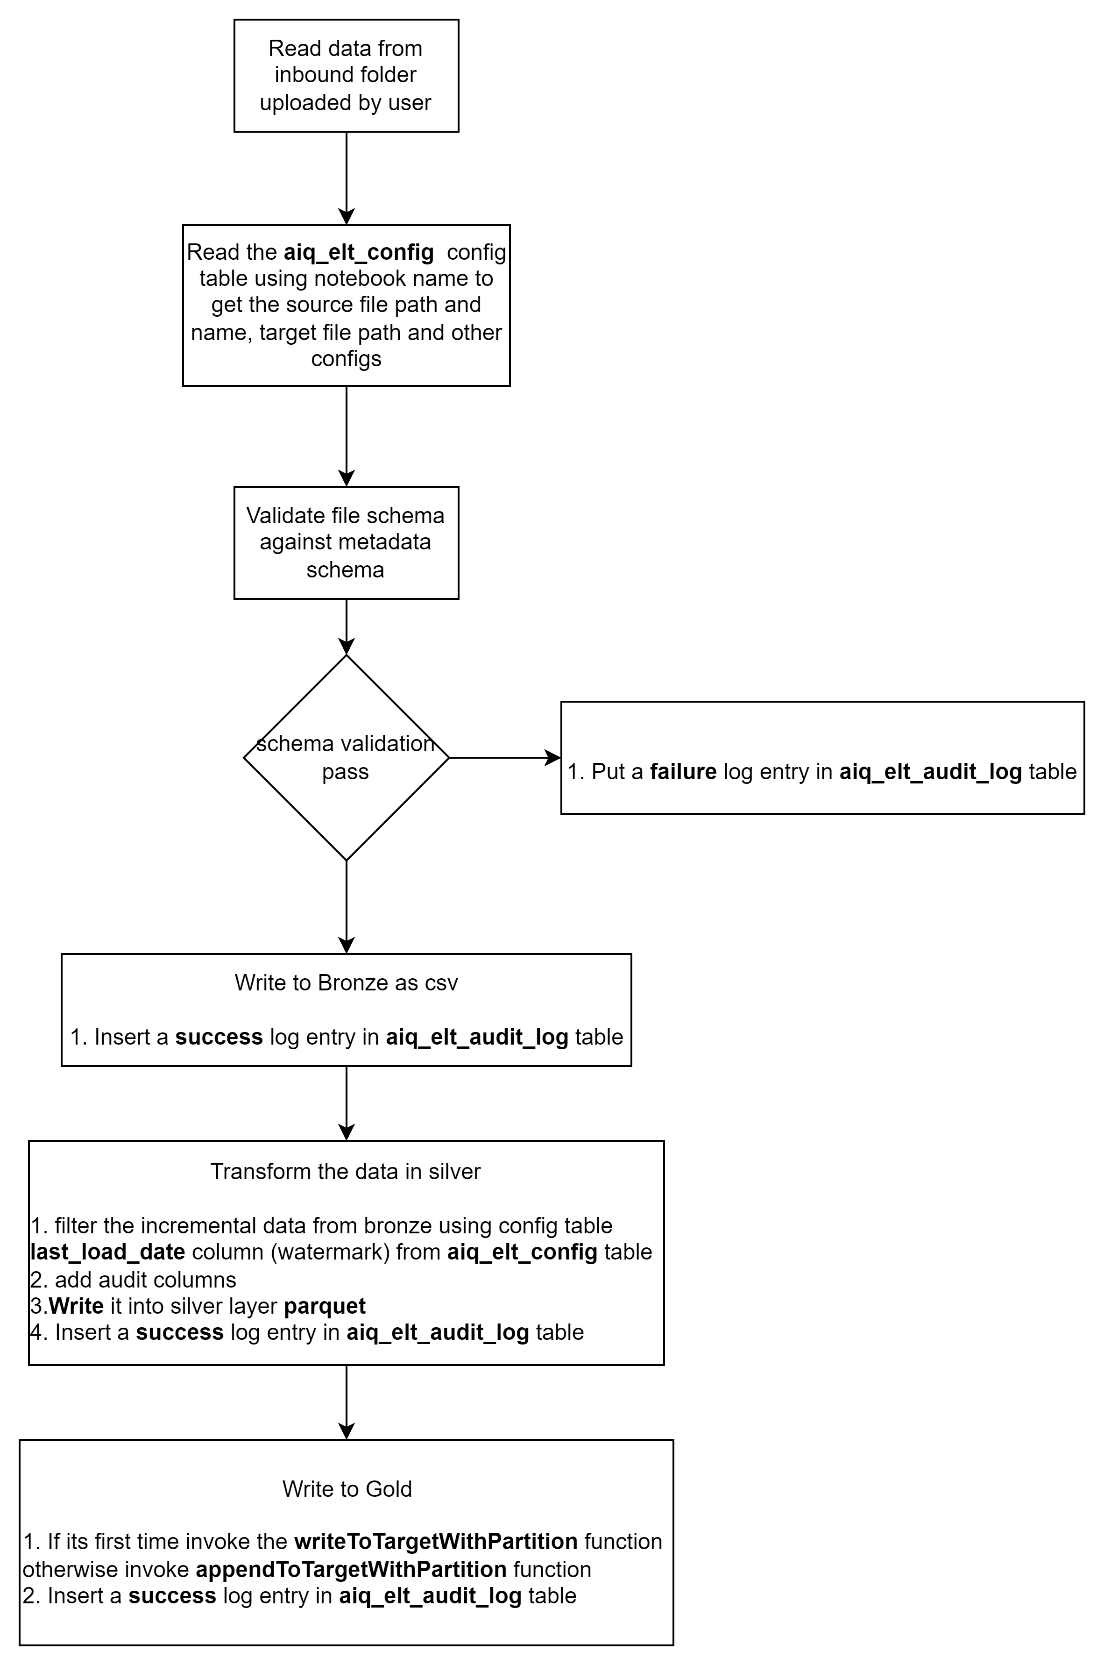 Read data from
inbound folder
uploaded by user
Read the aiq_elt_config config
table using notebook name to
get the source file path and
name, target file path and other
configs
Validate file schema
against metadata
schema
schema validation
pass
1. Put a failure log entry in aiq_elt_audit_log table
Write to Bronze as csv
1. Insert a success log entry in aiq_elt_audit_log table
Transform the data in silver
1. filter the incremental data from bronze using config table
last_load_date column (watermark) from aiq_elt_config table
2. add audit columns
3.Write it into silver layer parquet
4. Insert a success log entry in aiq_elt_audit_log table
Write to Gold
1. If its first time invoke the writeToTargetWithPartition function
otherwise invoke appendToTargetWithPartition function
2. Insert a success log entry in aiq_elt_audit_log table